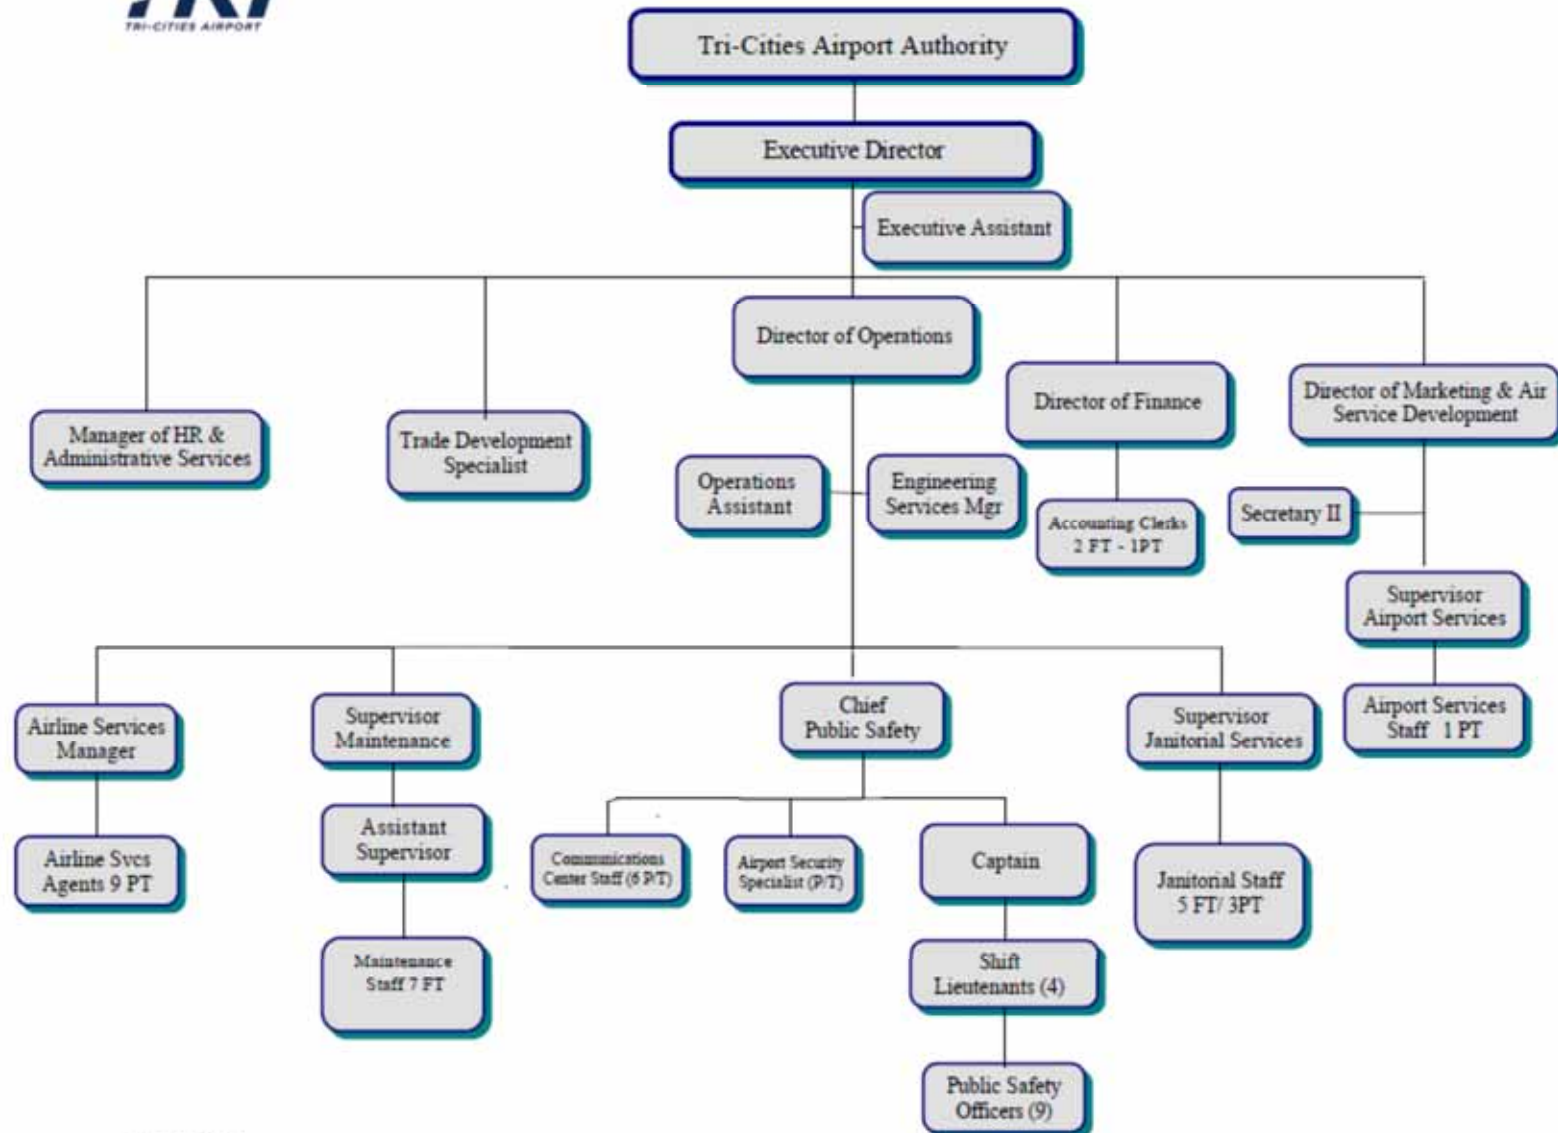 TRI
TRI-CITIES AIRPORT
Tri-Cities Airport Authority
Executive Director
Executive Assistant
Director of Operations
Director of Finance
Director of Marketing & Air
Service Development
Manager of HR &
Administrative Services
Trade Development
Specialist
Operations
Assistant
Engineering
Services Mgr
Accounting Clerks
2 FT - 1PT
Secretary II
Supervisor
Airport Services
Airport Services
Staff 1 PT
Airline Services
Manager
Supervisor
Maintenance
Chief
Public Safety
Supervisor
Janitorial Services
Airline Svcs
Agents 9 PT
Assistant
Supervisor
Communications
Center Staff (6 P/T)
Airport Security
Specialist (P/T)
Captain
Janitorial Staff
5 FT/ 3PT
Maintenance
Staff 7 FT
Shift
Lieutenants (4)
Public Safety
Officers (9)